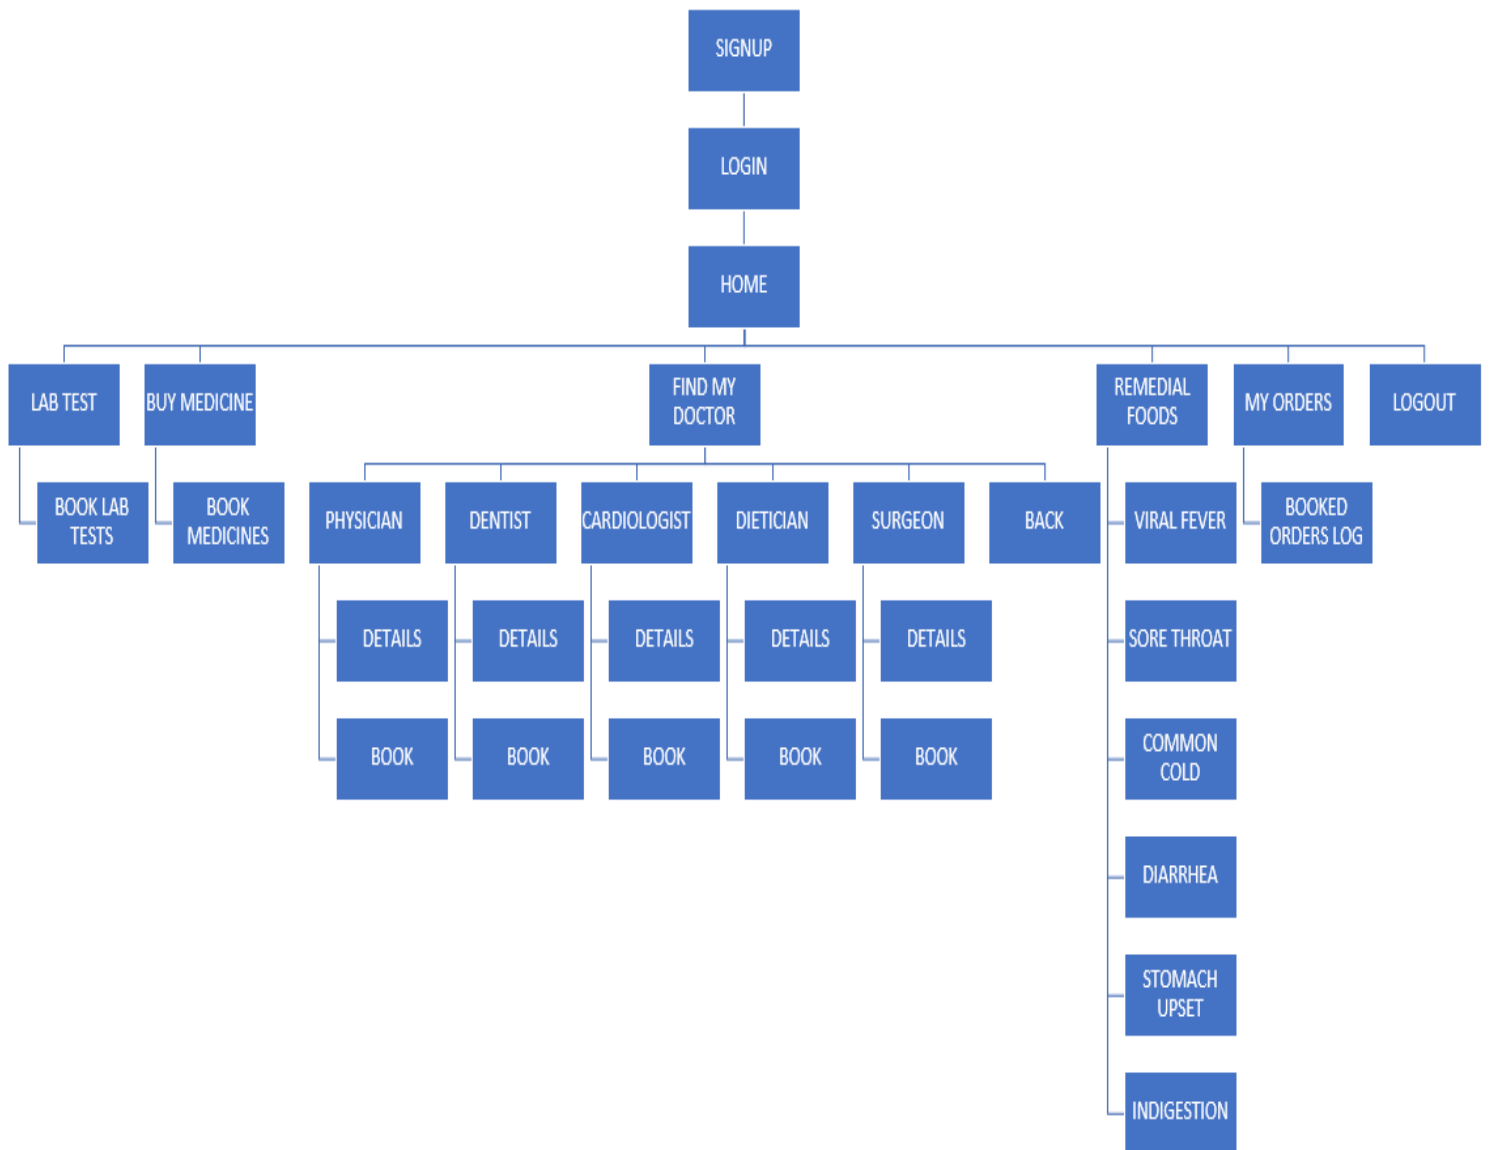 SIGNUP
LOGIN
HOME
LAB TEST
BUY MEDICINE
FIND MY
DOCTOR
REMEDIAL
FOODS
MY ORDERS
LOGOUT
BOOK LAB
TESTS
BOOK
MEDICINES
PHYSICIAN
DENTIST
CARDIOLOGIST
DIETICIAN
SURGEON
BACK
VIRAL FEVER
BOOKED
ORDERS LOG
DETAILS
DETAILS
DETAILS
DETAILS
DETAILS
SORE THROAT
BOOK
BOOK
BOOK
BOOK
BOOK
COMMON
COLD
DIARRHEA
STOMACH
UPSET
INDIGESTION